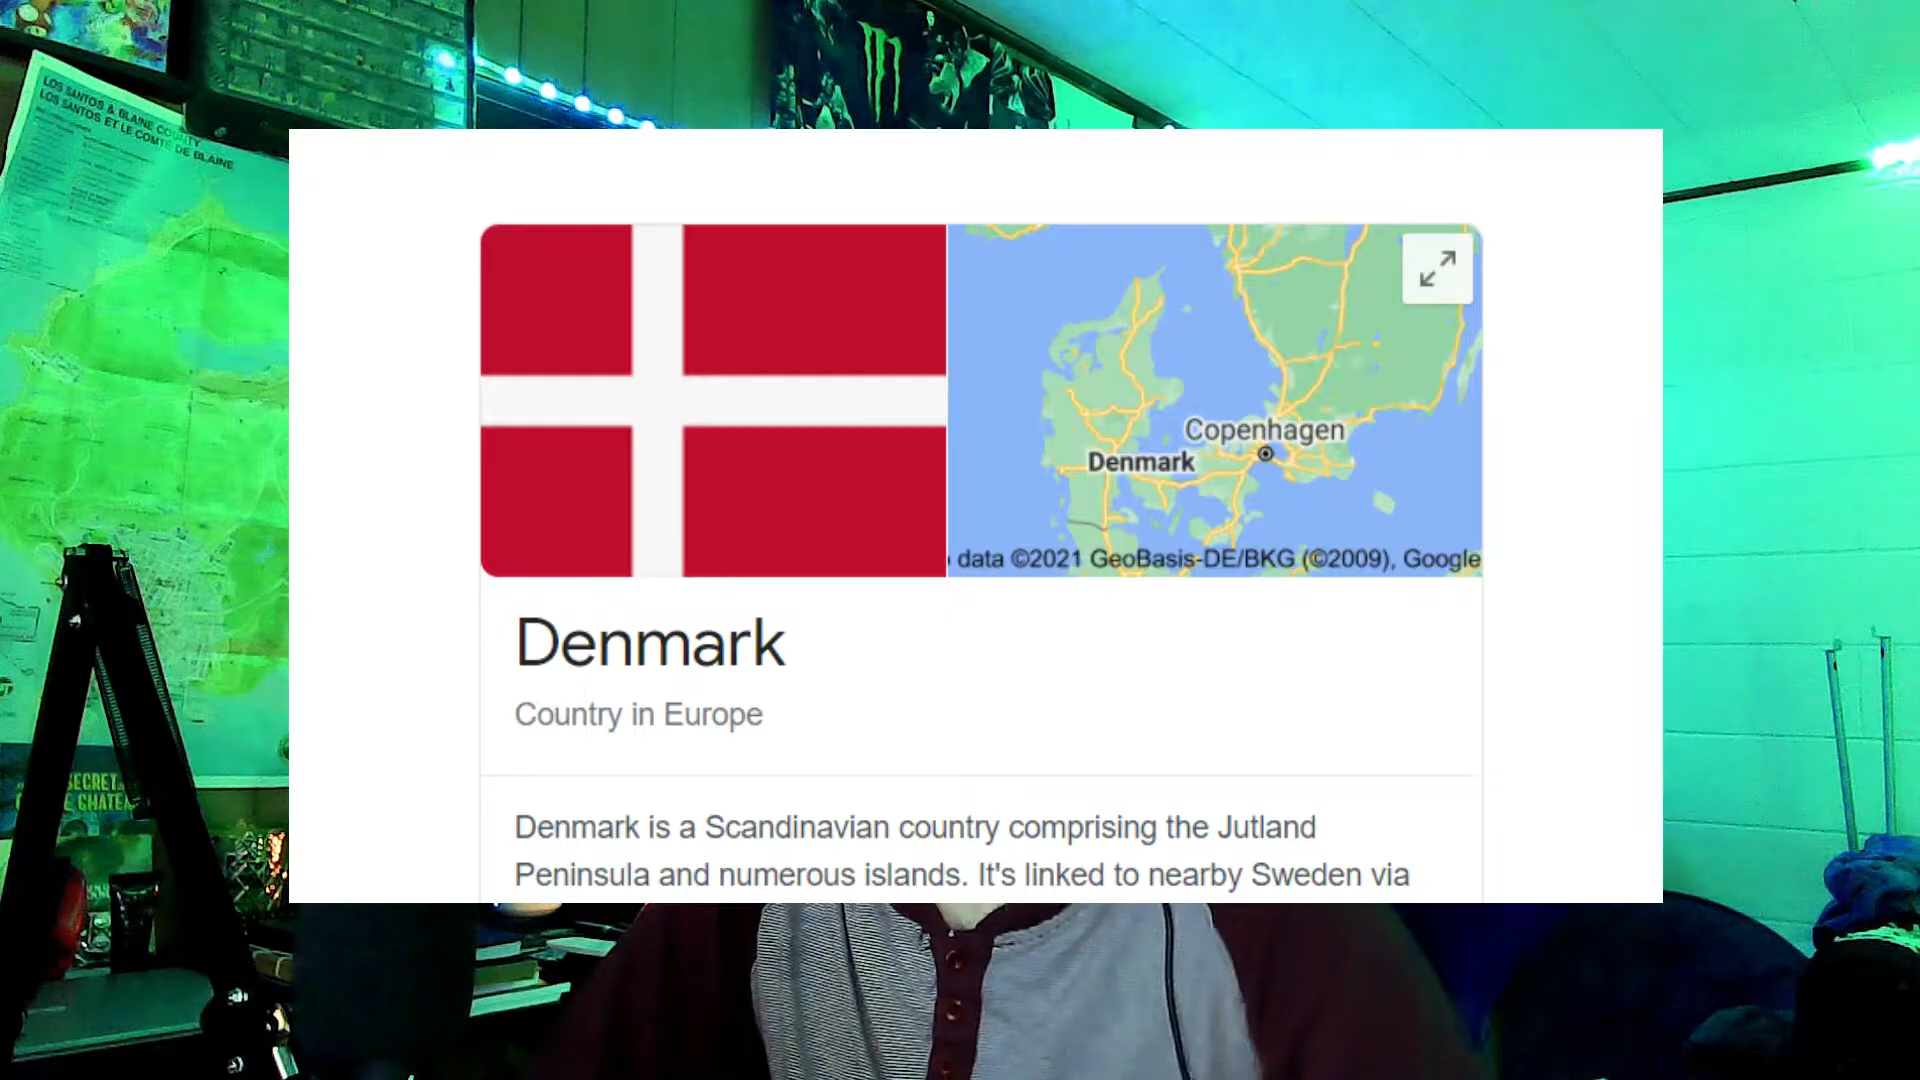 LOS SANTOS & BLAINE COUNTY
LOS SANTOS ET LE COMTÉ DE BLAINE
Copenhagen
Denmark
data ©2021 GeoBasis-DE/BKG (©2009), Google
Denmark
Country in Europe
SECRET
CHATEA
Denmark is a Scandinavian country comprising the Jutland
Peninsula and numerous islands. It's linked to nearby Sweden via